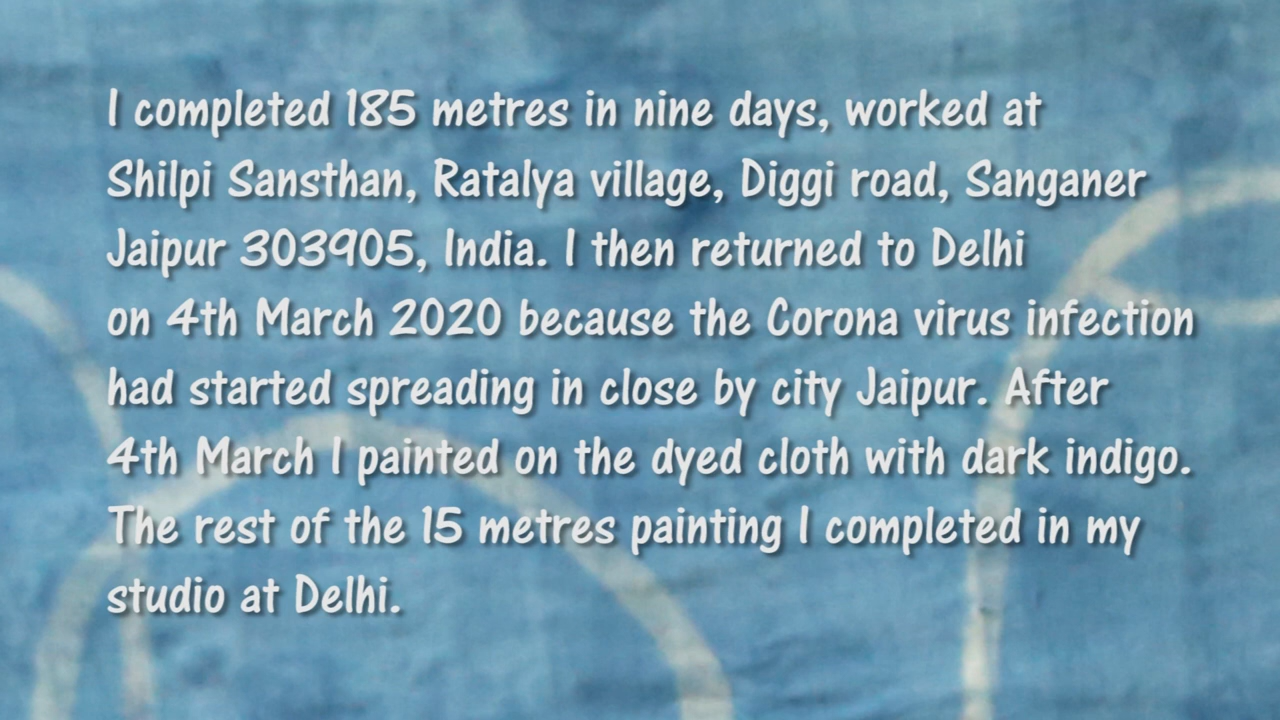 I completed 185 metres in nine days, worked at
Shilpi Sansthan, Ratalya village, Diggi road, Sanganer
Jaipur 303905, India. I then returned to Delhi
on 4th March 2020 because the Corona virus infection
had started spreading in close by city Jaipur. After
4th March I painted on the dyed cloth with dark indigo.
The rest of the 15 metres painting I completed in my
studio at Delhi.